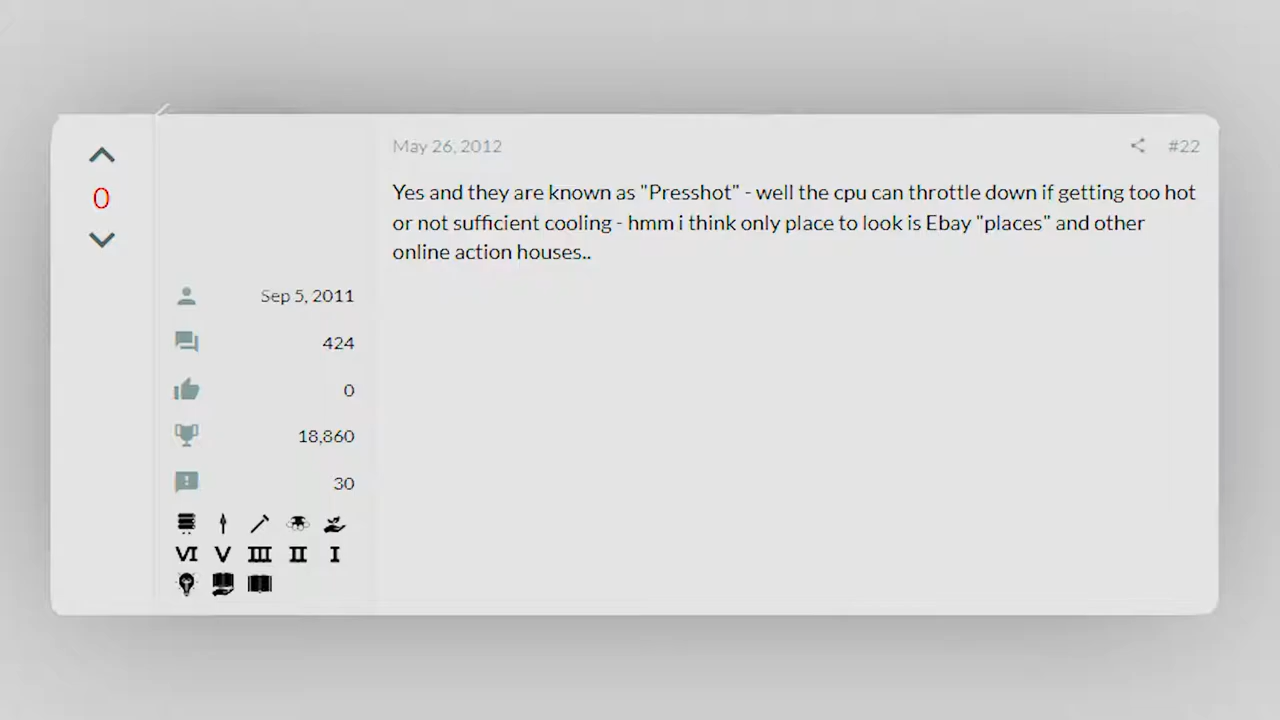 May 26, 2012
#22
0
Yes and they are known as "Presshot" - well the cpu can throttle down if getting too hot
or not sufficient cooling - hmm i think only place to look is Ebay "places" and other
online action houses..
Sep 5, 2011
424
0
18,860
30
VI V III II I